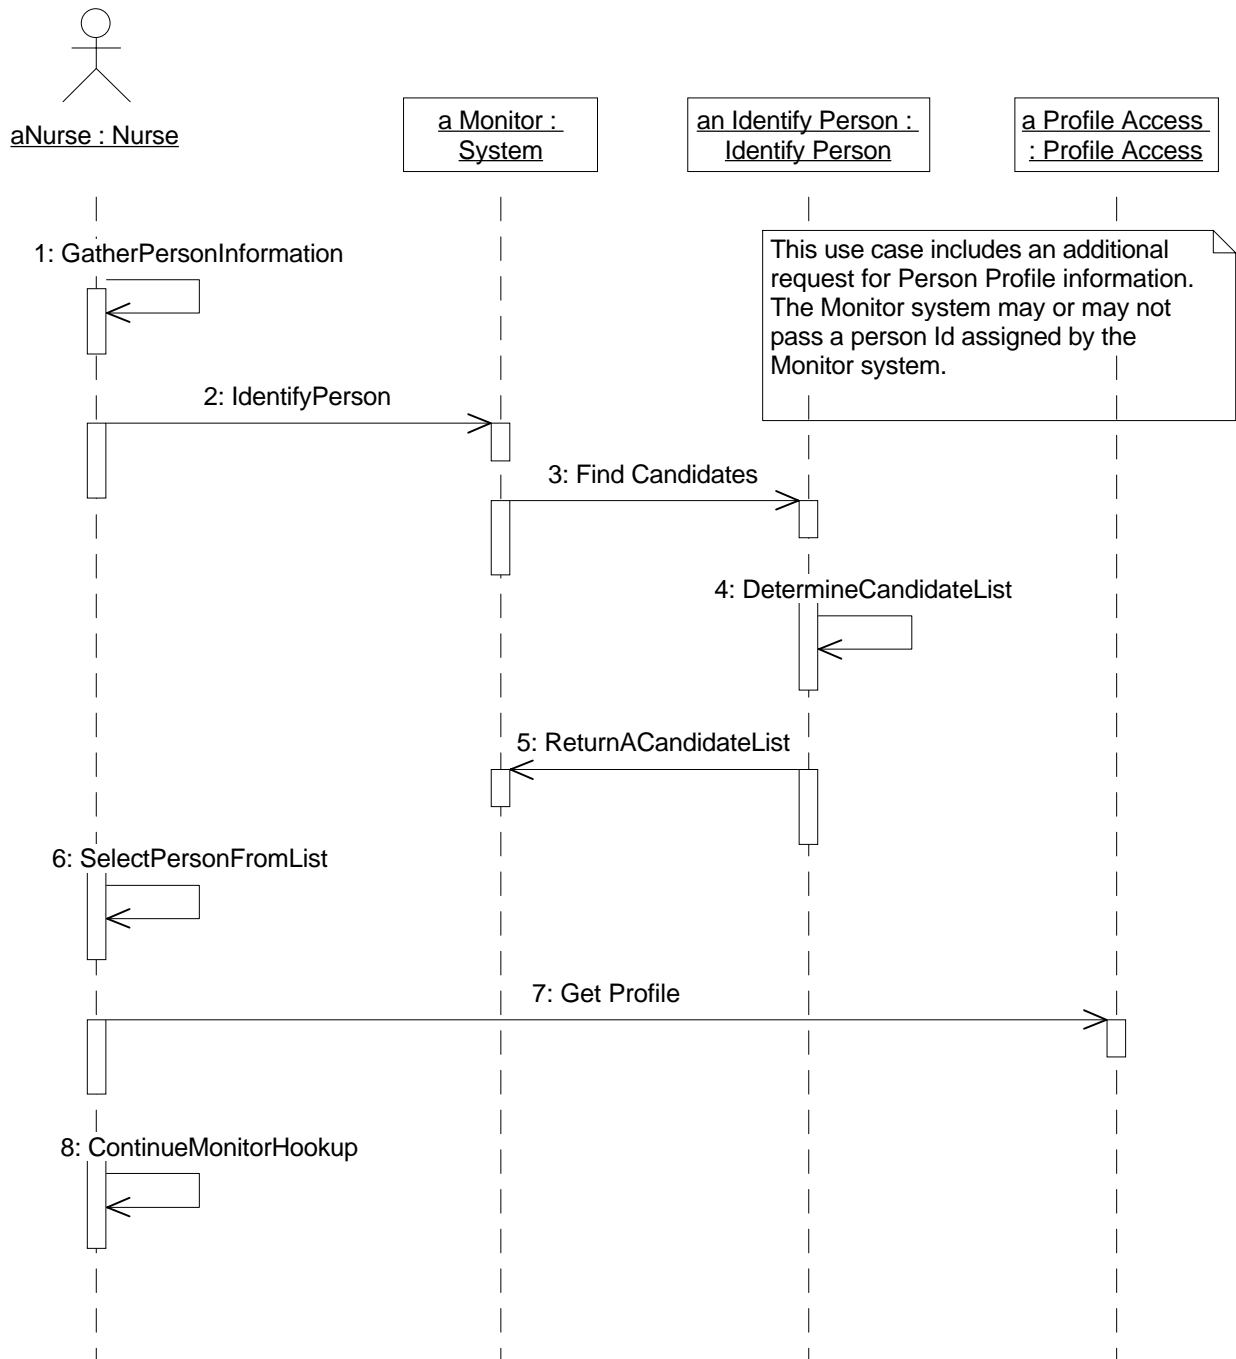 aNurse : Nurse
a Monitor :
System
an Identify Person :
Identify Person
a Profile Access
: Profile Access
1: GatherPersonInformation
This use case includes an additional
request for Person Profile information.
The Monitor system may or may not
pass a person Id assigned by the
Monitor system.
2: IdentifyPerson
3: Find Candidates
4: DetermineCandidateList
5: ReturnACandidateList
6: SelectPersonFromList
7: Get Profile
8: ContinueMonitorHookup